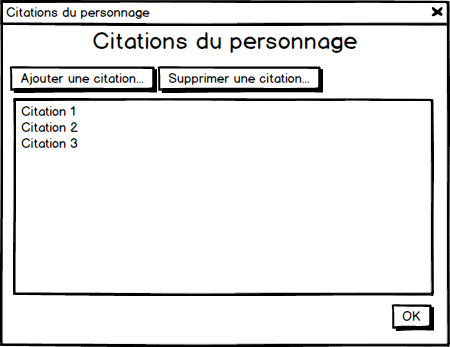 Citations du personnage
Citations du personnage
Ajouter une citation... Supprimer une citation...
Citation 1
Citation 2
Citation 3
OK